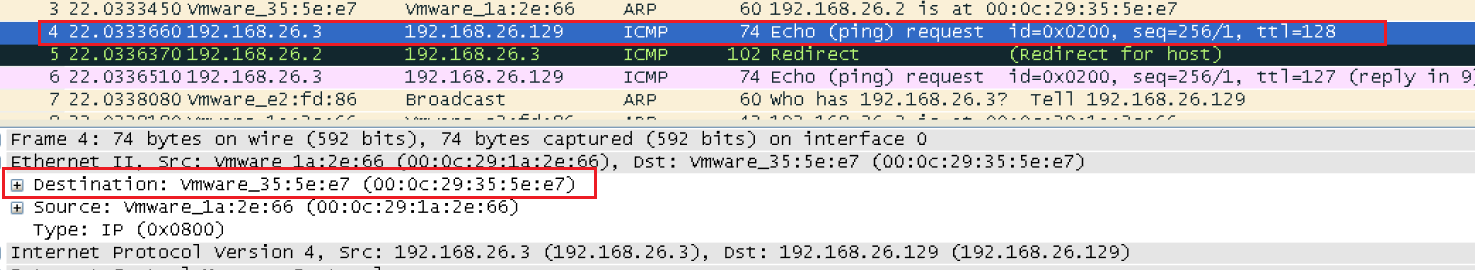 3 22.0333450 Vmware_35:5e:e7 Vmware_1a:2e:66 ARP 60 192.168.26.2 is at 00:0c:29:35:5e:e7
4 22.0333660 192.168.26.3 192.168.26.129 ICMP 74 Echo (ping) request id=0x0200, seq=256/1, ttl=128
5 22.0336370 192.168.26.2 192.168.26.3 ICMP 102 Redirect (Redirect for host)
6 22.0336510 192.168.26.3 192.168.26.129 ICMP 74 Echo (ping) request id=0x0200, seq=256/1, ttl=127 (reply in 9)
7 22.0338080 Vmware_e2:fd:86 Broadcast ARP 60 Who has 192.168.26.3? Tell 192.168.26.129
Frame 4: 74 bytes on wire (592 bits), 74 bytes captured (592 bits) on interface 0
Ethernet II, Src: Vmware_1a:2e:66 (00:0c:29:1a:2e:66), Dst: Vmware_35:5e:e7 (00:0c:29:35:5e:e7)
Destination: Vmware_35:5e:e7 (00:0c:29:35:5e:e7)
Source: Vmware_1a:2e:66 (00:0c:29:1a:2e:66)
Type: IP (0x0800)
Internet Protocol Version 4, Src: 192.168.26.3 (192.168.26.3), Dst: 192.168.26.129 (192.168.26.129)